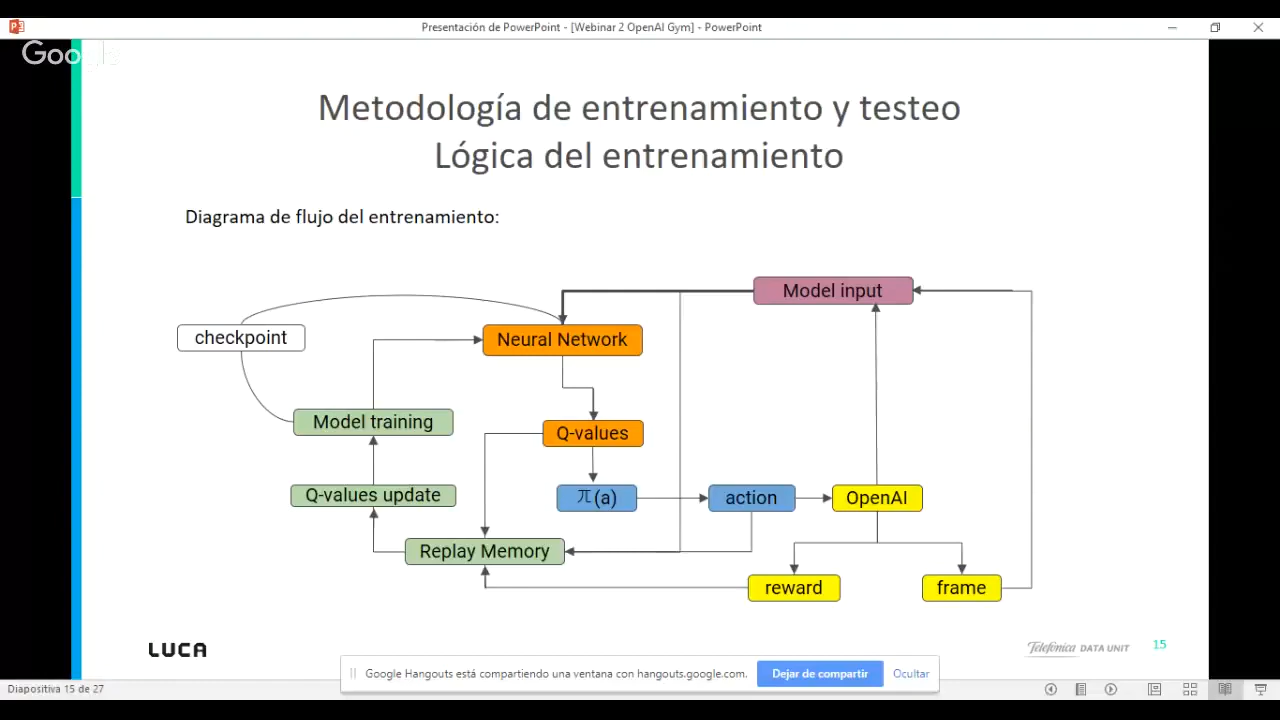 Presentación de PowerPoint - [Webinar 2 OpenAI Gym] - PowerPoint
Google
Metodología de entrenamiento y testeo
Lógica del entrenamiento
Diagrama de flujo del entrenamiento:
Model input
checkpoint
Neural Network
Model training
Q-values
Q-values update
π(a)
action
OpenAI
Replay Memory
reward
frame
LUCA
Telefónica DATA UNIT
15
Google Hangouts está compartiendo una ventana con hangouts.google.com.
Dejar de compartir
Ocultar
Diapositiva 15 de 27